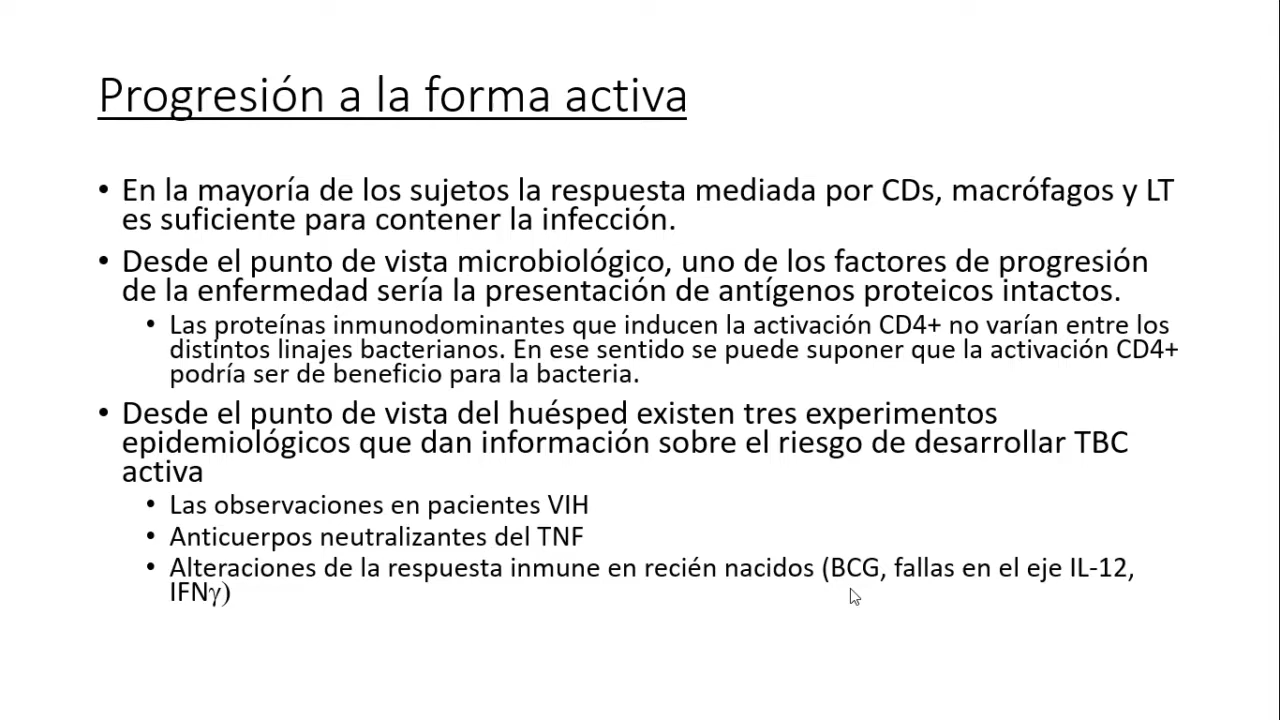 Progresión a la forma activa
• En la mayoría de los sujetos la respuesta mediada por CDs, macrófagos y LT
es suficiente para contener la infección.
• Desde el punto de vista microbiológico, uno de los factores de progresión
de la enfermedad sería la presentación de antígenos proteicos intactos.
• Las proteínas inmunodominantes que inducen la activación CD4+ no varían entre los
distintos linajes bacterianos. En ese sentido se puede suponer que la activación CD4+
podría ser de beneficio para la bacteria.
• Desde el punto de vista del huésped existen tres experimentos
epidemiológicos que dan información sobre el riesgo de desarrollar TBC
activa
• Las observaciones en pacientes VIH
• Anticuerpos neutralizantes del TNF
• Alteraciones de la respuesta inmune en recién nacidos (BCG, fallas en el eje IL-12,
IFNγ)